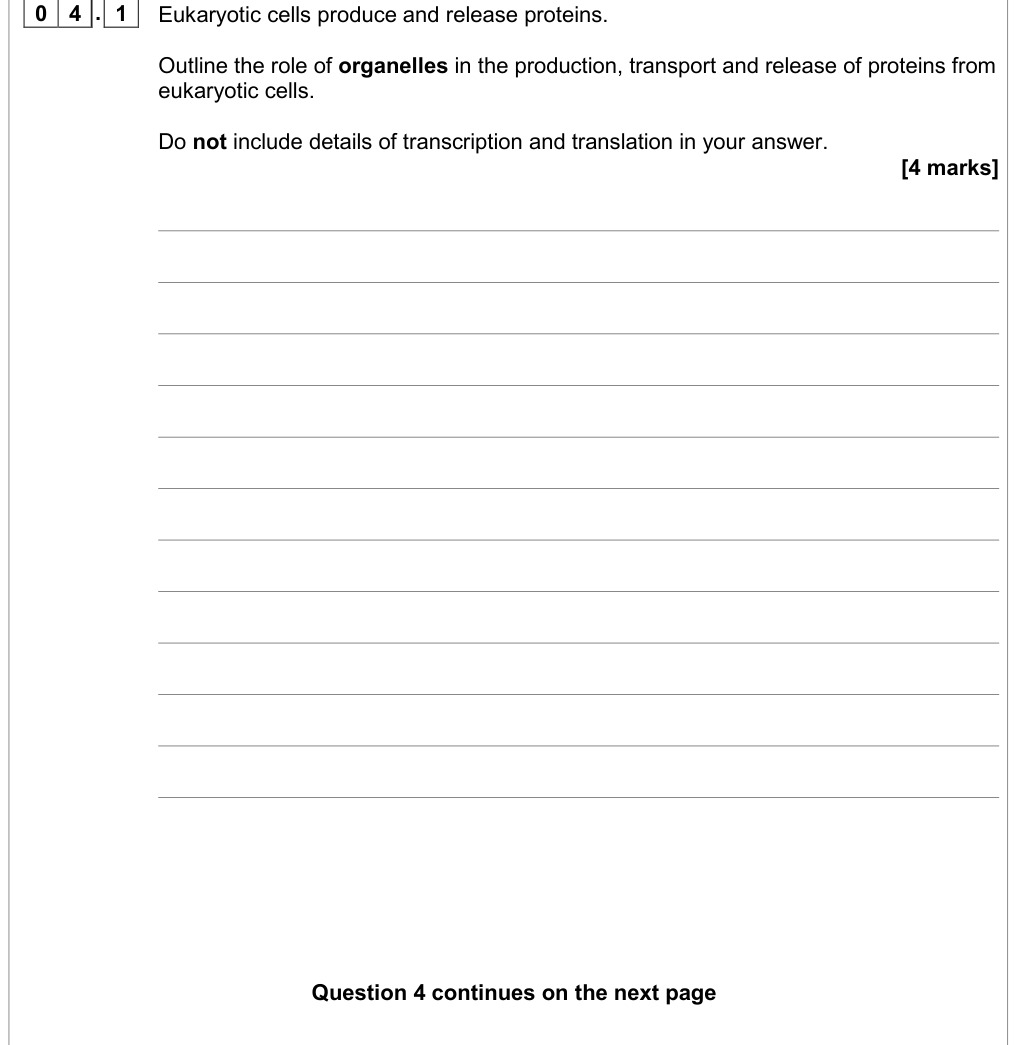 0 4 . 1 Eukaryotic cells produce and release proteins.
Outline the role of organelles in the production, transport and release of proteins from
eukaryotic cells.
Do not include details of transcription and translation in your answer.
[4 marks]
Question 4 continues on the next page